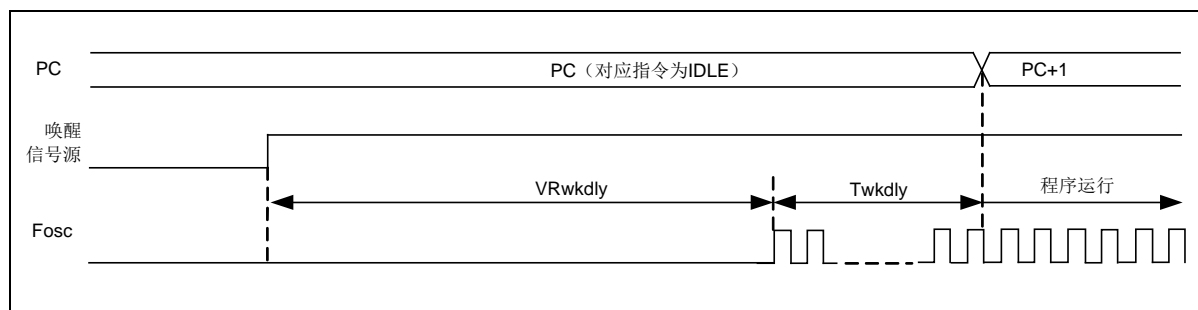 PC
PC（对应指令为IDLE）
PC+1
唤醒
信号源
VRwkdly
Twkdly
程序运行
Fosc